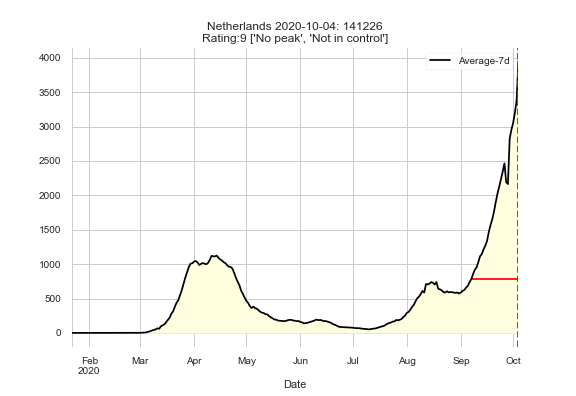 Netherlands 2020-10-04: 141226
Rating:9 ['No peak', 'Not in control']
Average-7d
4000
3500
3000
2500
2000
1500
1000
500
0
Feb Mar Apr May Jun Jul Aug Sep Oct
2020
Date